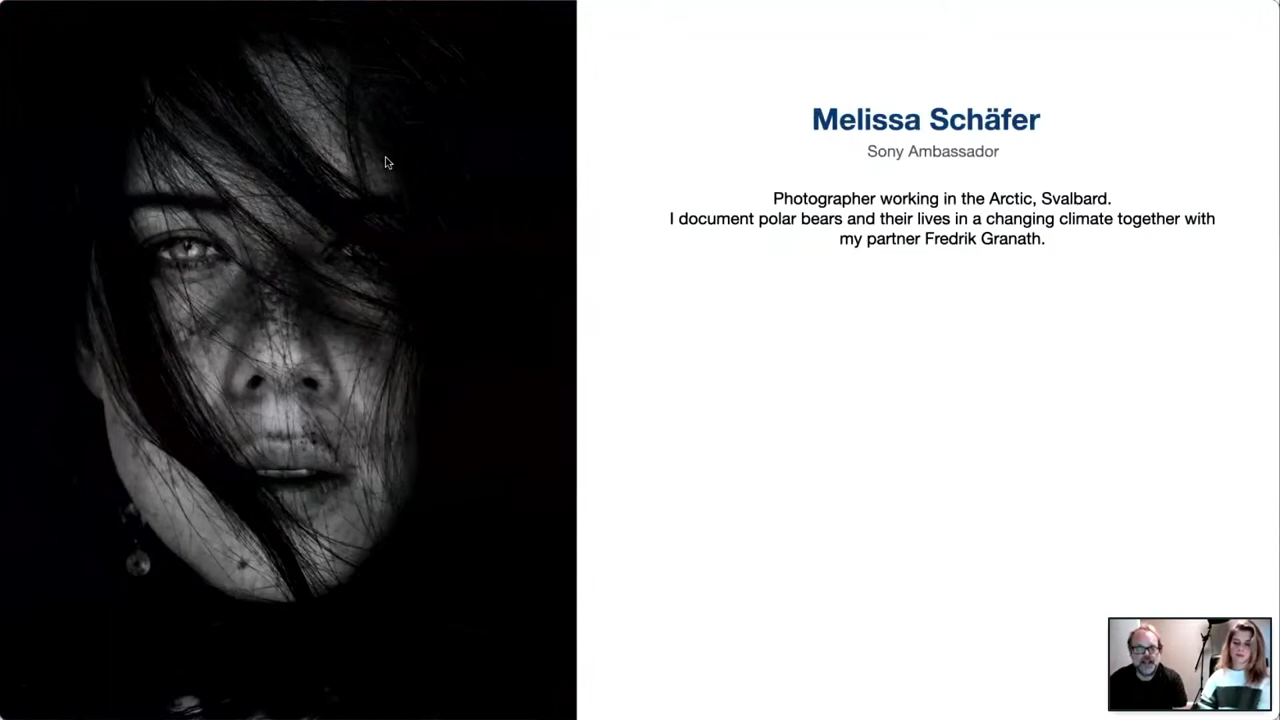 Melissa Schäfer
Sony Ambassador
Photographer working in the Arctic, Svalbard.
I document polar bears and their lives in a changing climate together with
my partner Fredrik Granath.